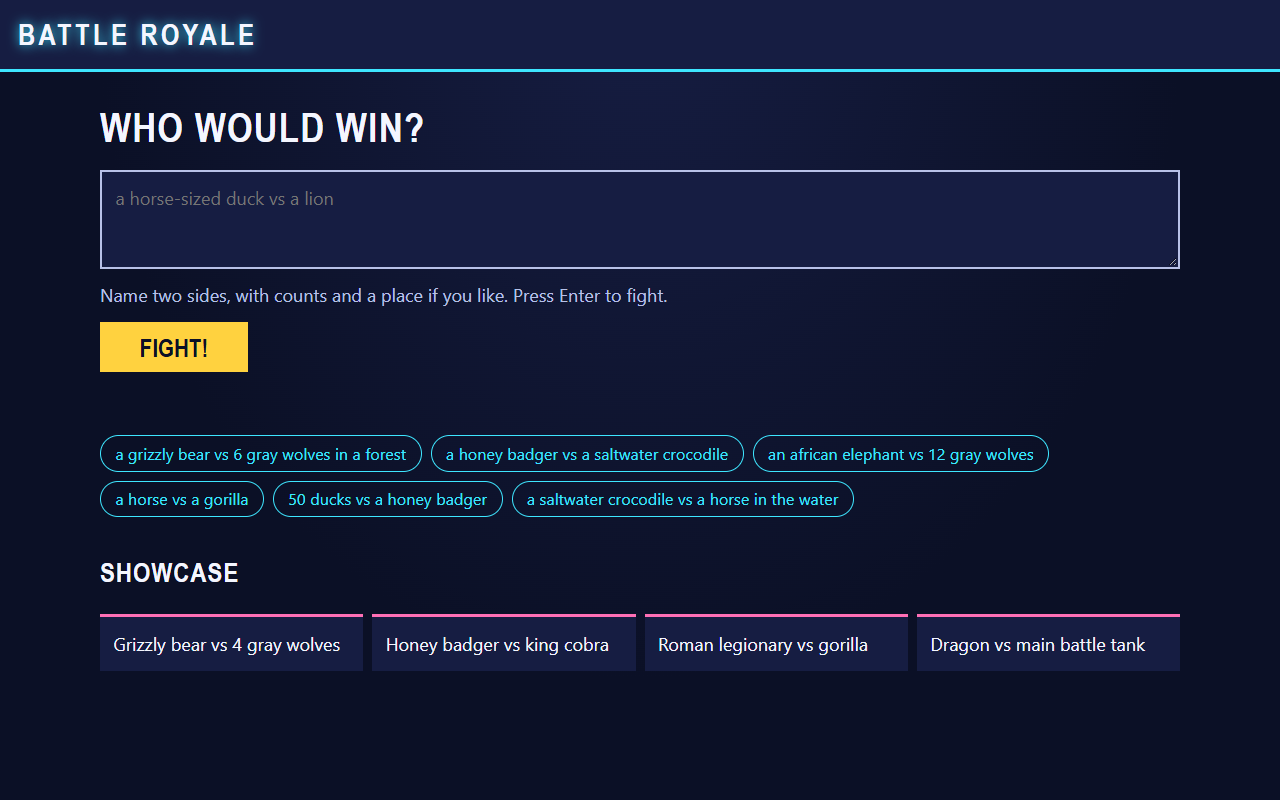 BATTLE ROYALE
WHO WOULD WIN?
a horse-sized duck vs a lion
Name two sides, with counts and a place if you like. Press Enter to fight.
FIGHT!
a grizzly bear vs 6 gray wolves in a forest
a honey badger vs a saltwater crocodile
an african elephant vs 12 gray wolves
a horse vs a gorilla
50 ducks vs a honey badger
a saltwater crocodile vs a horse in the water
SHOWCASE
Grizzly bear vs 4 gray wolves
Honey badger vs king cobra
Roman legionary vs gorilla
Dragon vs main battle tank